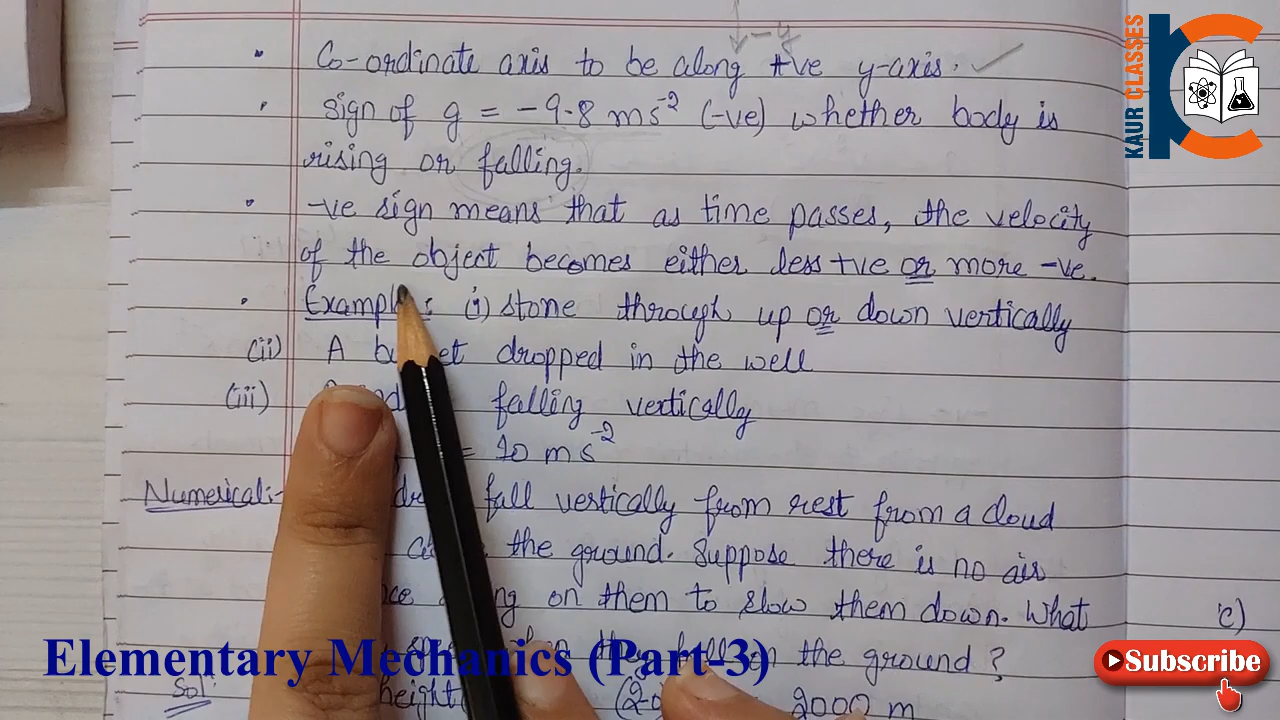 -y
Co-ordinate axis to be along +ve y-axis. ✓
sign of g = -9.8 ms⁻² (-ve) whether body is
rising or falling.
-ve sign means that as time passes, the velocity
of the object becomes either less +ve or more -ve.
Example: (i) stone through up or down vertically
(ii) A dropped in the well
(iii) falling vertically
= 10 ms⁻²
Numerical:- fall vertically from rest from a cloud
the ground. Suppose there is no air
on them to slow them down. What
the ground?
Sol: height 2000 m
c)
KAUR CLASSES
Elementary Mechanics (Part-3)
Subscribe